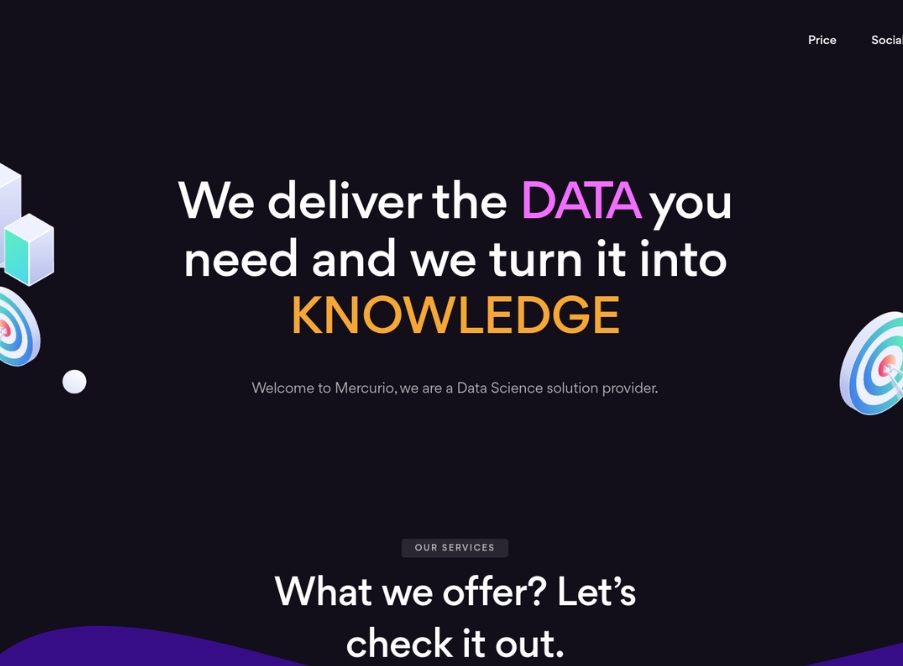 Price Social
We deliver the DATA you
need and we turn it into
KNOWLEDGE
Welcome to Mercurio, we are a Data Science solution provider.
OUR SERVICES
What we offer? Let’s
check it out.